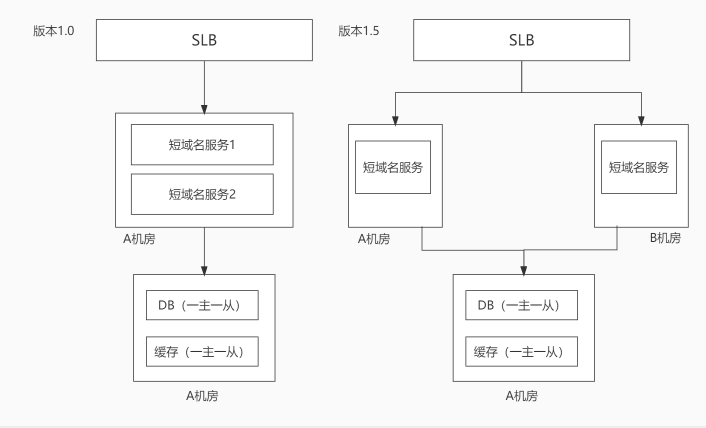 版本1.0
SLB
短域名服务1
短域名服务2
A机房
DB（一主一从）
缓存（一主一从）
A机房
版本1.5
SLB
短域名服务
A机房
短域名服务
B机房
DB（一主一从）
缓存（一主一从）
A机房